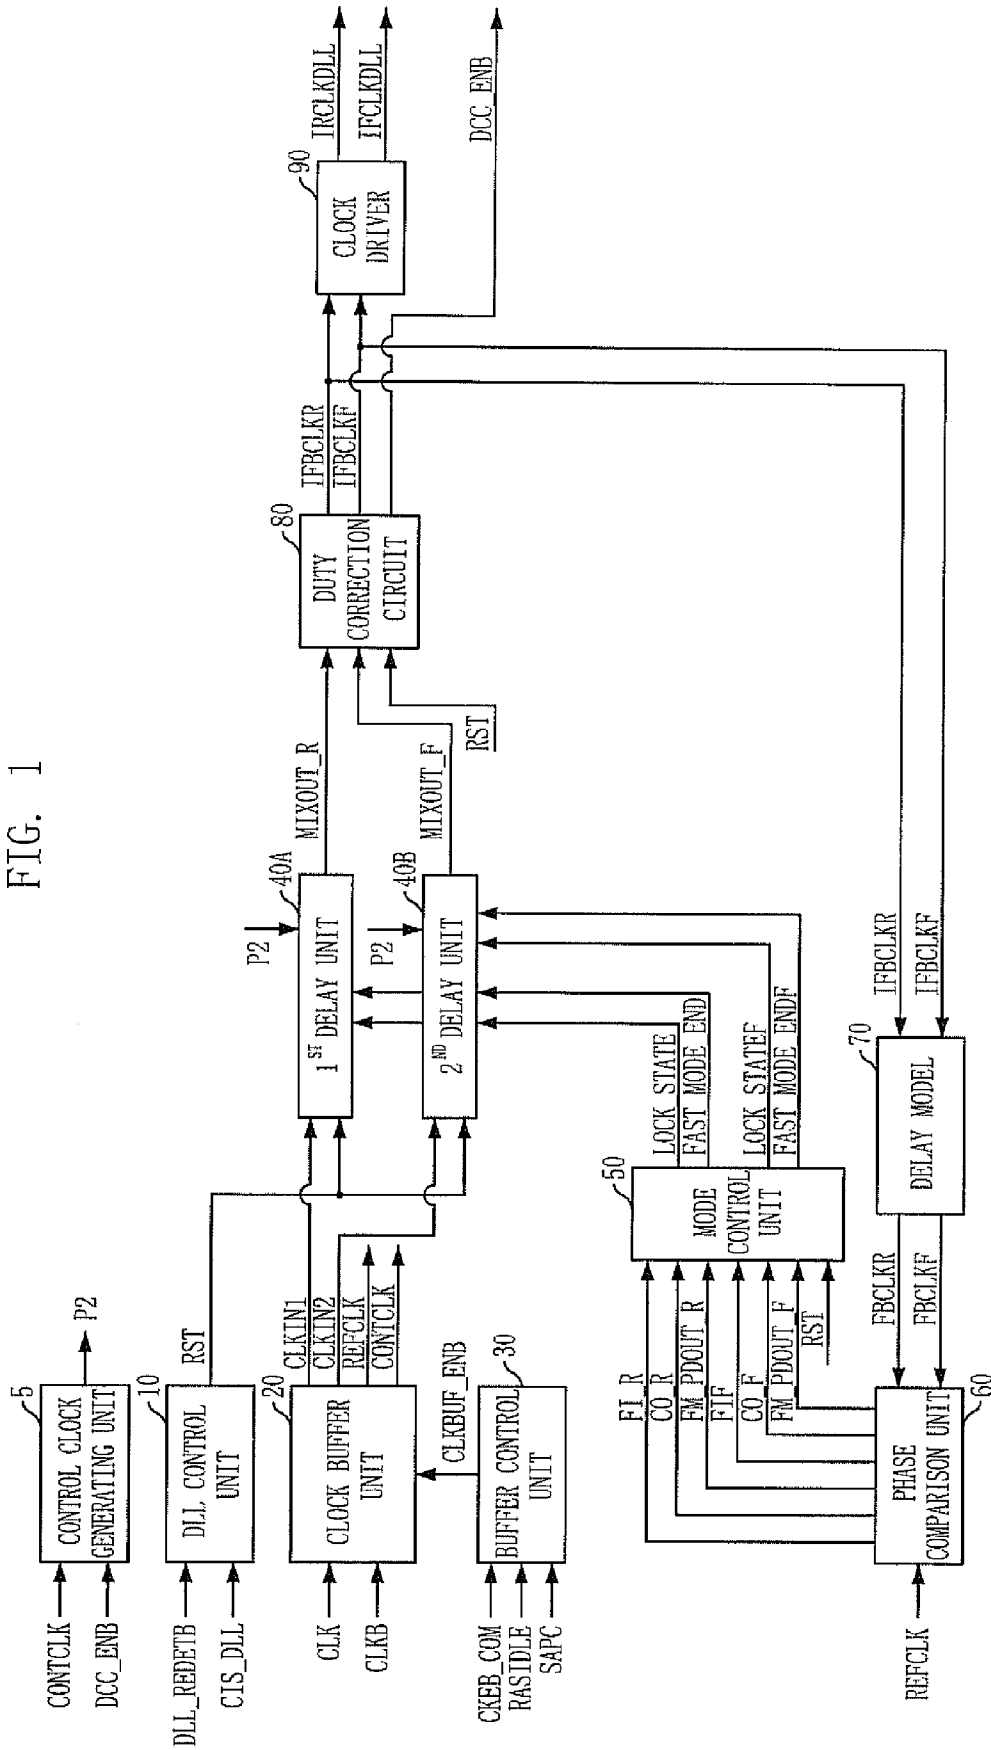 FIG. 1
CONTCLK
DCC_ENB
5
CONTROL CLOCK
GENERATING UNIT
P2
DLL_REDETB
CIS_DLL
10
DLL CONTROL
UNIT
RST
CLK
CLKB
20
CLOCK BUFFER
UNIT
CLKIN1
CLKIN2
REFCLK
CONTCLK
CLKBUF_ENB
CKEB_COM
RASIDLE
SAPC
BUFFER CONTROL
UNIT
30
P2
40A
1ST DELAY UNIT
MIXOUT_R
P2
40B
2ND DELAY UNIT
MIXOUT_F
RST
80
DUTY
CORRECTION
CIRCUIT
IFBCLKR
IFBCLKF
90
CLOCK
DRIVER
IRCLKDLL
IFCLKDLL
DCC_ENB
FI_R
CO_R
FM_PDOUT_R
FIF
CO_F
FM_PDOUT_F
RST
50
MODE
CONTROL
UNIT
LOCK STATE
FAST MODE END
LOCK STATEF
FAST MODE ENDF
REFCLK
PHASE
COMPARISON UNIT
60
FBCLKR
FBCLKF
70
DELAY MODEL
IFBCLKR
IFBCLKF